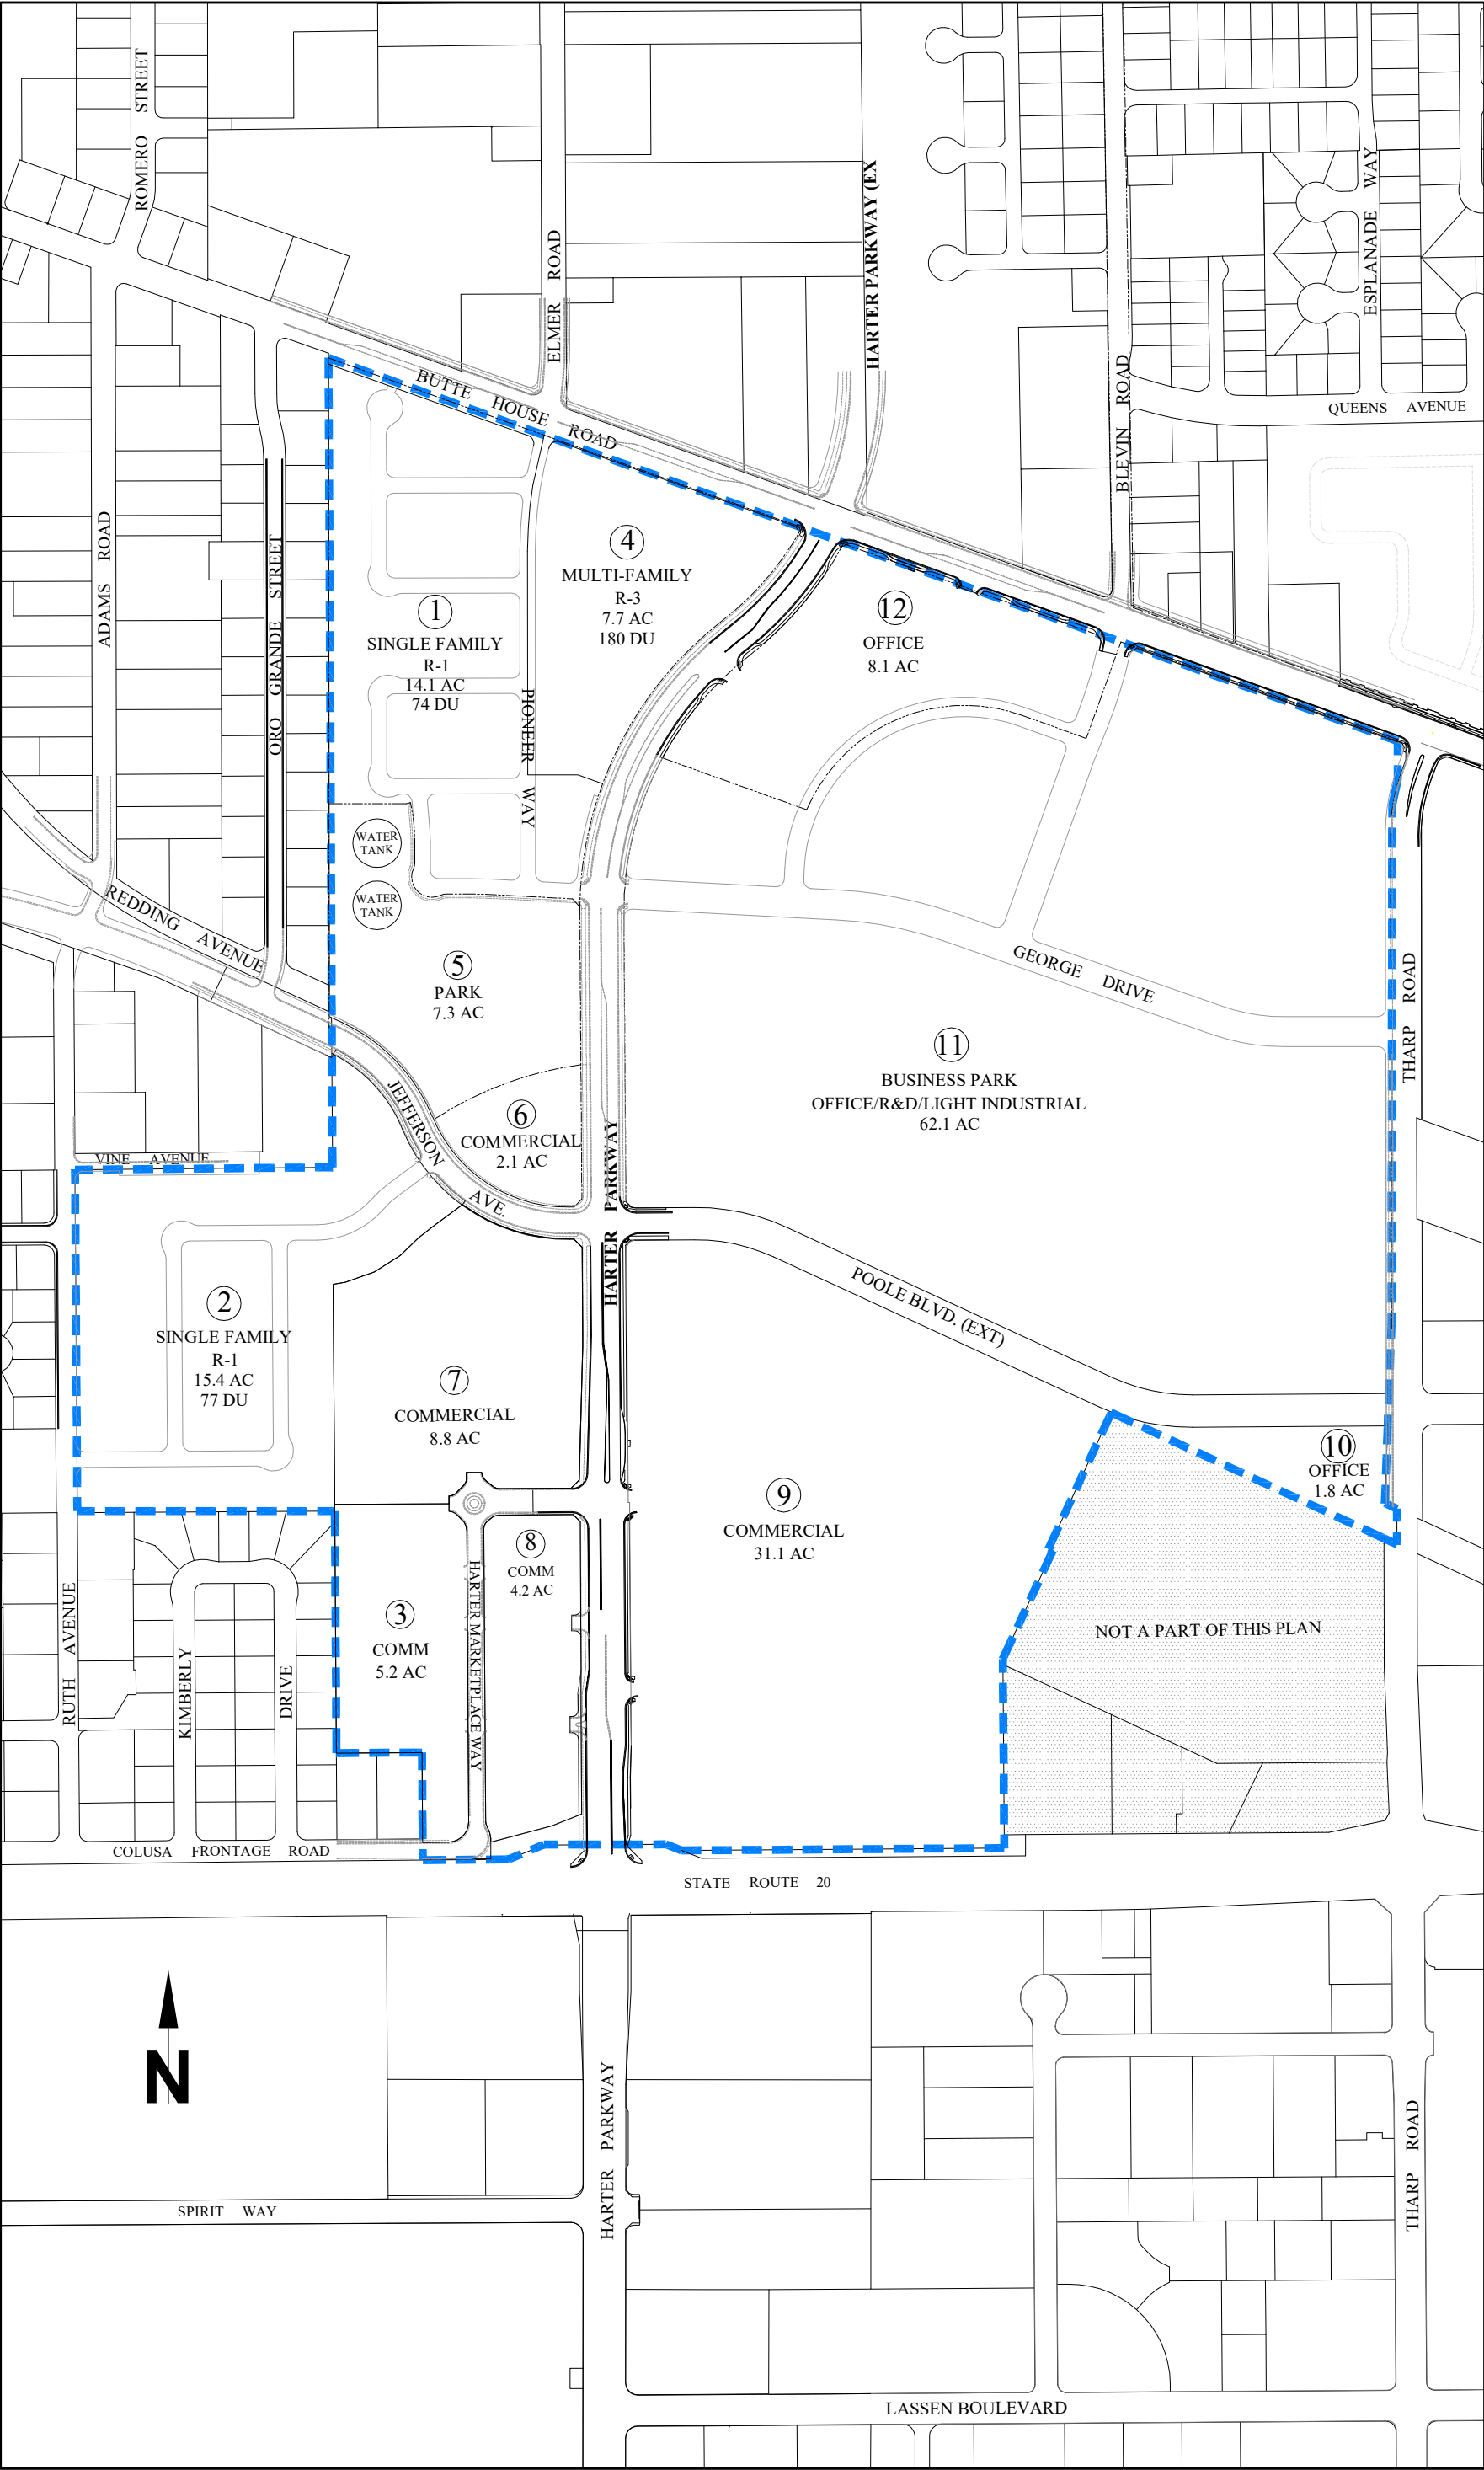 ROMERO STREET
ELMER ROAD
HARTER PARKWAY (EX
BLEVIN ROAD
ESPLANADE WAY
QUEENS AVENUE
BUTTE HOUSE ROAD
ADAMS ROAD
ORO GRANDE STREET
1
SINGLE FAMILY
R-1
14.1 AC
74 DU
PIONEER WAY
4
MULTI-FAMILY
R-3
7.7 AC
180 DU
12
OFFICE
8.1 AC
WATER
TANK
WATER
TANK
REDDING AVENUE
5
PARK
7.3 AC
GEORGE DRIVE
THARP ROAD
11
BUSINESS PARK
OFFICE/R&D/LIGHT INDUSTRIAL
62.1 AC
JEFFERSON AVE.
6
COMMERCIAL
2.1 AC
HARTER PARKWAY
VINE AVENUE
POOLE BLVD. (EXT)
2
SINGLE FAMILY
R-1
15.4 AC
77 DU
7
COMMERCIAL
8.8 AC
10
OFFICE
1.8 AC
9
COMMERCIAL
31.1 AC
8
COMM
4.2 AC
HARTER MARKETPLACE WAY
3
COMM
5.2 AC
NOT A PART OF THIS PLAN
RUTH AVENUE
KIMBERLY DRIVE
COLUSA FRONTAGE ROAD
STATE ROUTE 20
N
HARTER PARKWAY
THARP ROAD
SPIRIT WAY
LASSEN BOULEVARD